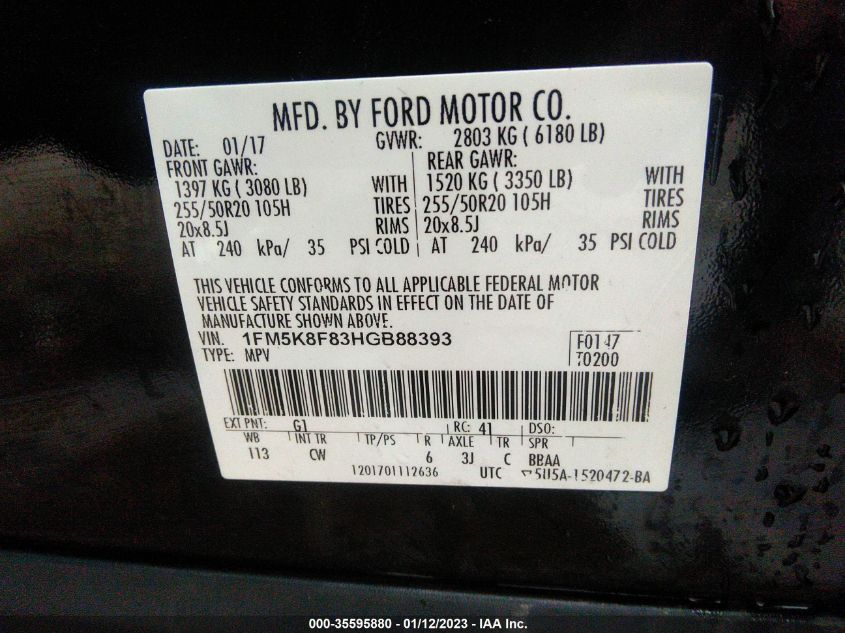 MFD. BY FORD MOTOR CO.
DATE: 01/17 GVWR: 2803 KG ( 6180 LB)
FRONT GAWR: REAR GAWR:
1397 KG ( 3080 LB) WITH 1520 KG ( 3350 LB) WITH
255/50R20 105H TIRES 255/50R20 105H TIRES
20x8.5J RIMS 20x8.5J RIMS
AT 240 kPa/ 35 PSI COLD AT 240 kPa/ 35 PSI COLD
THIS VEHICLE CONFORMS TO ALL APPLICABLE FEDERAL MOTOR
VEHICLE SAFETY STANDARDS IN EFFECT ON THE DATE OF
MANUFACTURE SHOWN ABOVE.
VIN. 1FM5K8F83HGB88393 F0147
TYPE: MPV T0200
EXT PNT: G1 RC: 41 DSO:
WB INT TR TP/PS R AXLE TR SPR
113 CW 6 3J C BBAA
1201701112636 UTC 5U5A-1520472-BA
000-35595880 - 01/12/2023 - IAA Inc.